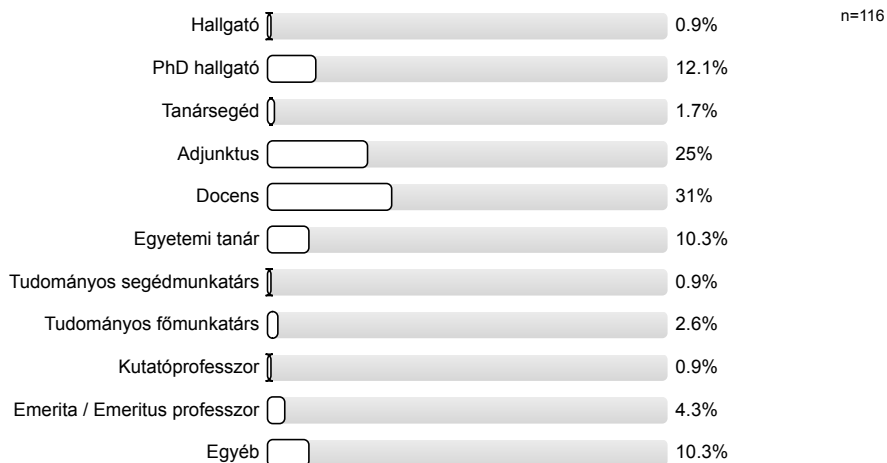 n=116
Hallgató 0.9%
PhD hallgató 12.1%
Tanársegéd 1.7%
Adjunktus 25%
Docens 31%
Egyetemi tanár 10.3%
Tudományos segédmunkatárs 0.9%
Tudományos főmunkatárs 2.6%
Kutatóprofesszor 0.9%
Emerita / Emeritus professzor 4.3%
Egyéb 10.3%